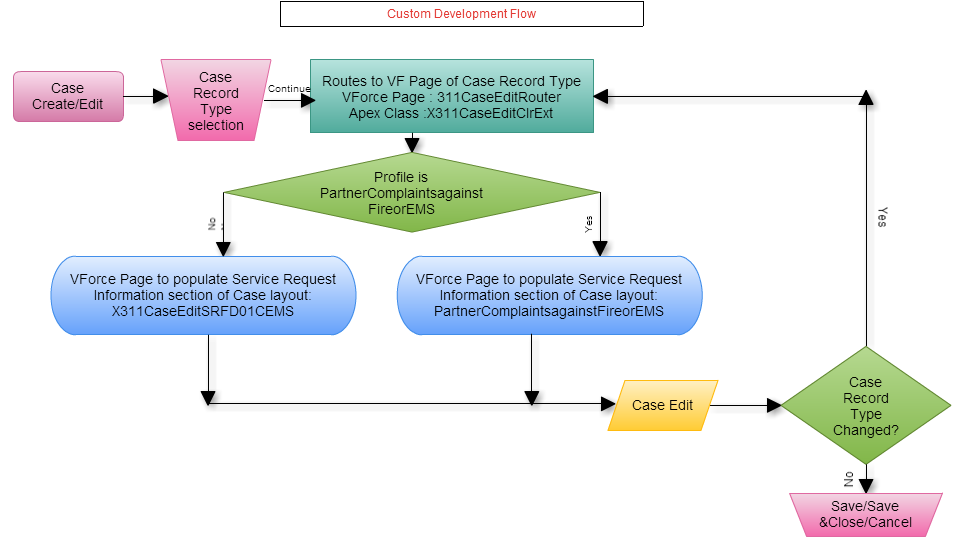 Custom Development Flow
Case
Create/Edit
Case
Record
Type
selection
Continue
Routes to VF Page of Case Record Type
VForce Page : 311CaseEditRouter
Apex Class :X311CaseEditClrExt
Profile is
PartnerComplaintsagainst
FireorEMS
No
Yes
VForce Page to populate Service Request
Information section of Case layout:
X311CaseEditSRFD01CEMS
VForce Page to populate Service Request
Information section of Case layout:
PartnerComplaintsagainstFireorEMS
Case Edit
Case
Record
Type
Changed?
Yes
No
Save/Save
&Close/Cancel